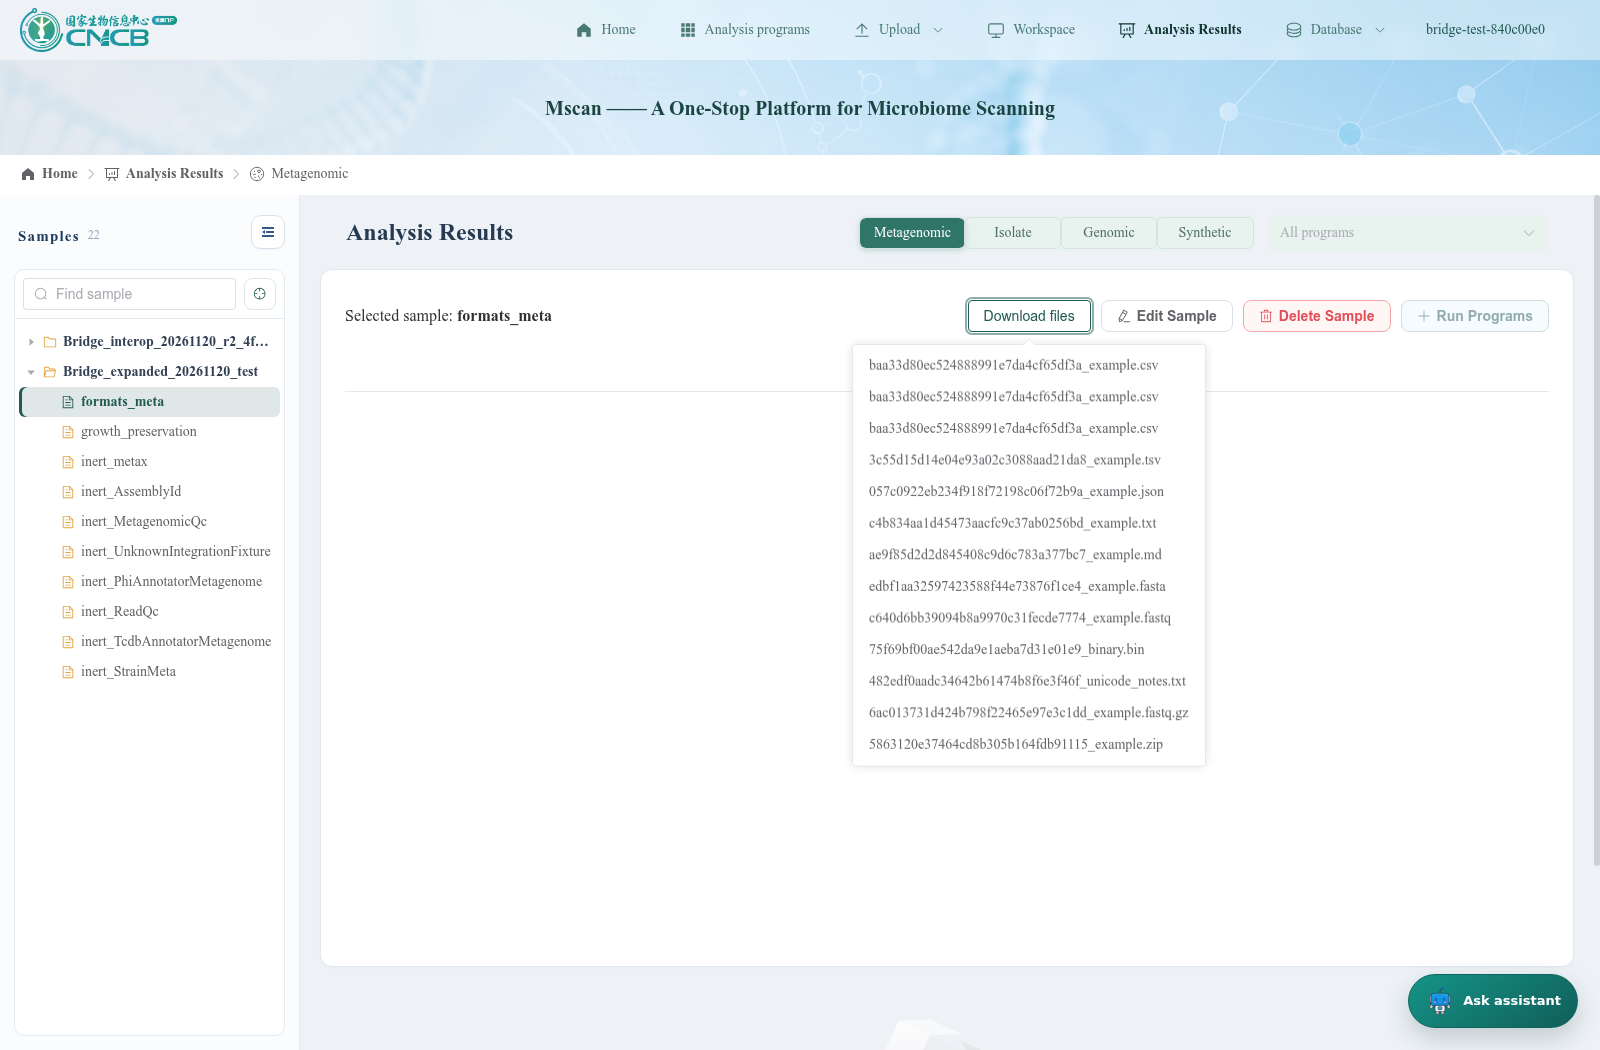 国家生物信息中心
CNCB
Home
Analysis programs
Upload
Workspace
Analysis Results
Database
bridge-test-840c00e0
Mscan —— A One-Stop Platform for Microbiome Scanning
Home
Analysis Results
Metagenomic
Samples 22
Find sample
Bridge_interop_20261120_r2_4f...
Bridge_expanded_20261120_test
formats_meta
growth_preservation
inert_metax
inert_AssemblyId
inert_MetagenomicQc
inert_UnknownIntegrationFixture
inert_PhiAnnotatorMetagenome
inert_ReadQc
inert_TcdbAnnotatorMetagenome
inert_StrainMeta
Analysis Results
Metagenomic
Isolate
Genomic
Synthetic
All programs
Selected sample: formats_meta
Download files
Edit Sample
Delete Sample
Run Programs
baa33d80ec524888991e7da4cf65df3a_example.csv
baa33d80ec524888991e7da4cf65df3a_example.csv
baa33d80ec524888991e7da4cf65df3a_example.csv
3c55d15d14e04e93a02c3088aad21da8_example.tsv
057c0922eb234f918f72198c06f72b9a_example.json
c4b834aa1d45473aacfc9c37ab0256bd_example.txt
ae9f85d2d2d845408c9d6c783a377bc7_example.md
edbf1aa32597423588f44e73876f1ce4_example.fasta
c640d6bb39094b8a9970c31fecde7774_example.fastq
75f69bf00ae542da9e1aeba7d31e01e9_binary.bin
482edf0aadc34642b61474b8f6e3f46f_unicode_notes.txt
6ac013731d424b798f22465e97e3c1dd_example.fastq.gz
5863120e37464cd8b305b164fdb91115_example.zip
Ask assistant